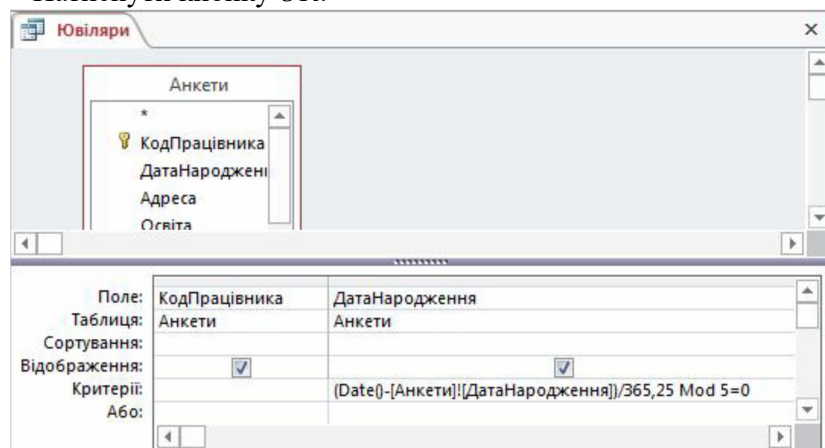 Ювіляри
Анкети
*
КодПрацівника
ДатаНароджен
Адреса
Освіта
Поле: КодПрацівника ДатаНародження
Таблиця: Анкети Анкети
Сортування:
Відображення:
Критерії: (Date()-[Анкети]![ДатаНародження])/365,25 Mod 5=0
Або: